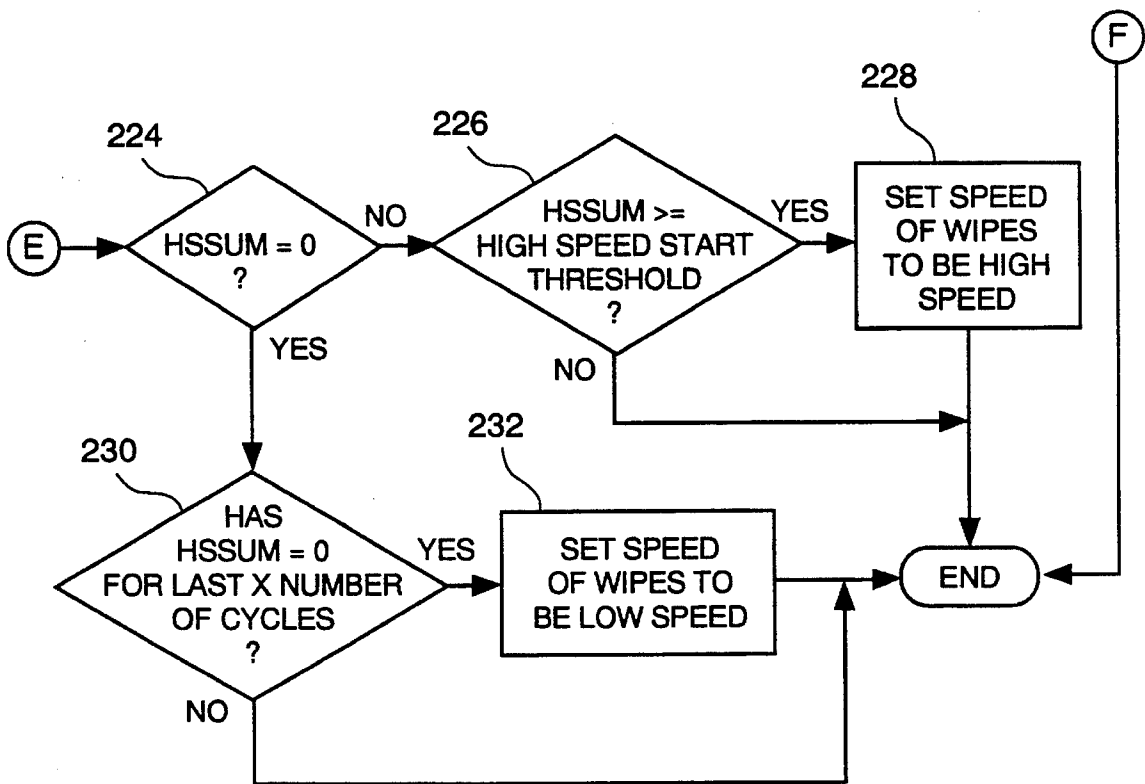 F
224
226
228
E
HSSUM = 0
?
NO
HSSUM >=
HIGH SPEED START
THRESHOLD
?
YES
SET SPEED
OF WIPES
TO BE HIGH
SPEED
YES
NO
230
232
HAS
HSSUM = 0
FOR LAST X NUMBER
OF CYCLES
?
YES
SET SPEED
OF WIPES TO
BE LOW SPEED
END
NO